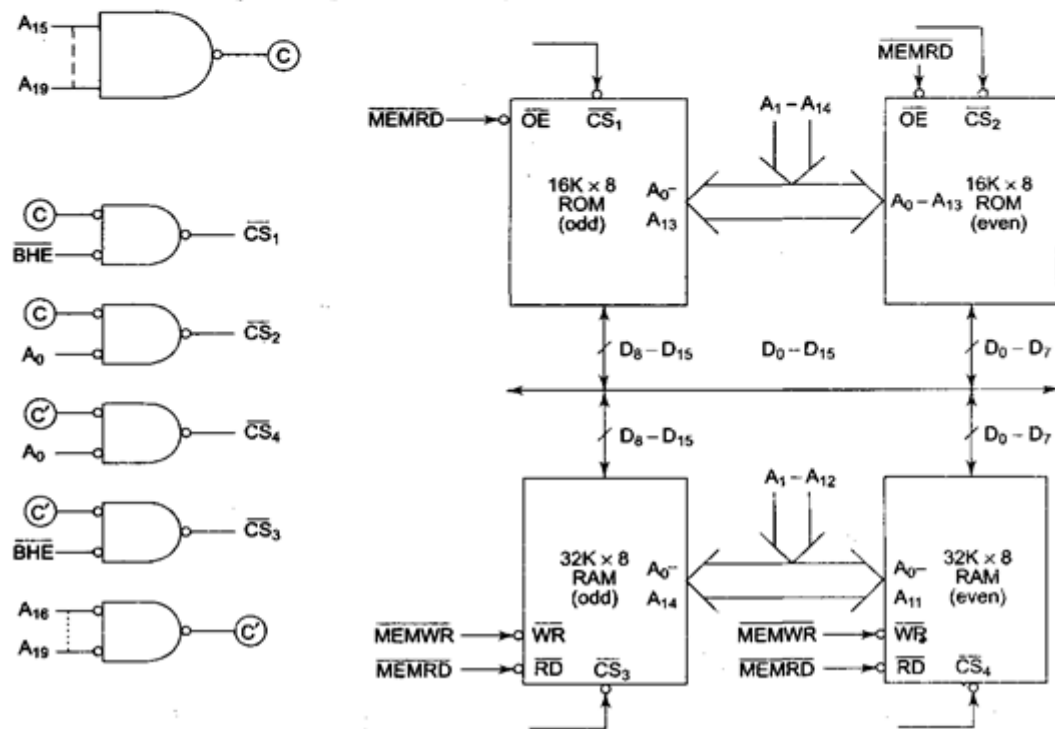 A15
A19
C
C
BHE
CS1
C
A0
CS2
C'
A0
CS4
C'
BHE
CS3
A16
A19
C'
MEMRD
OE CS1
16K × 8
ROM
(odd)
A0–
A13
A1 – A14
MEMRD
OE CS2
A0 – A13
16K × 8
ROM
(even)
D8 – D15
D0 – D15
D0 – D7
D8 – D15
D0 – D7
32K × 8
RAM
(odd)
A0–
A14
MEMWR
WR
MEMRD
RD CS3
A1 – A12
A0–
A11
32K × 8
RAM
(even)
MEMWR
WR
MEMRD
RD CS4